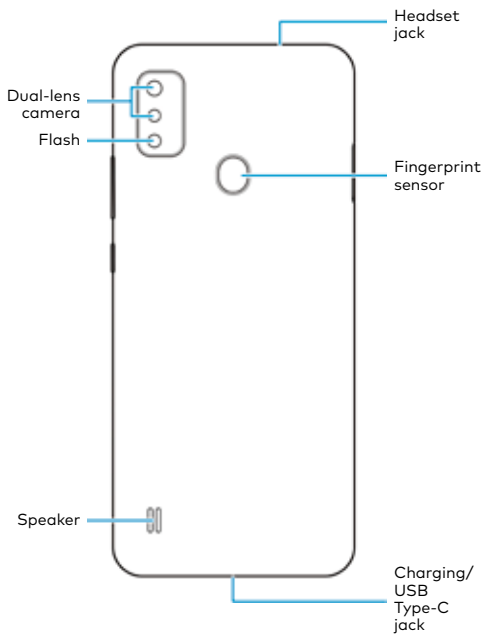 Headset
jack
Dual-lens
camera
Flash
Fingerprint
sensor
Speaker
Charging/
USB
Type-C
jack